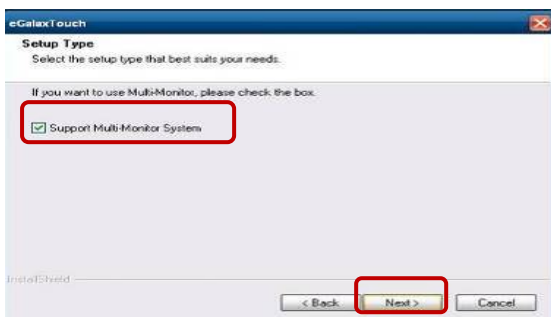 eGalaxTouch
Setup Type
Select the setup type that best suits your needs.
If you want to use Multi-Monitor, please check the box.
Support Multi-Monitor System
InstallShield
< Back Next > Cancel